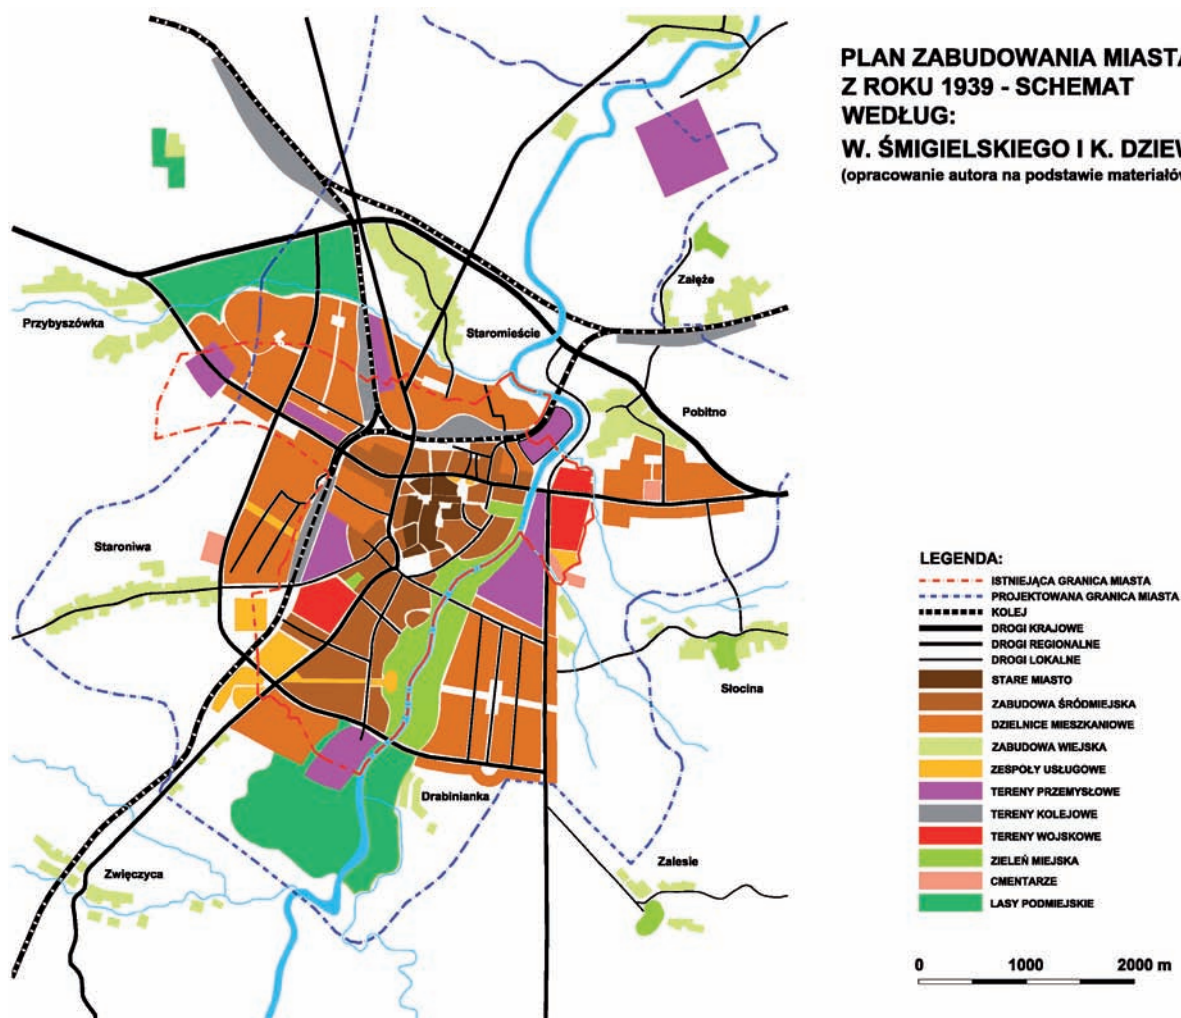 PLAN ZABUDOWANIA MIASTA
Z ROKU 1939 - SCHEMAT
WEDŁUG:
W. ŚMIGIELSKIEGO I K. DZIEW
(opracowanie autora na podstawie materiałów
Przybyszówka
Staromieście
Załęże
Pobitno
Staroniwa
Słocina
Drabinianka
Zwięczyca
Zalesie
LEGENDA:
ISTNIEJĄCA GRANICA MIASTA
PROJEKTOWANA GRANICA MIASTA
KOLEJ
DROGI KRAJOWE
DROGI REGIONALNE
DROGI LOKALNE
STARE MIASTO
ZABUDOWA ŚRÓDMIEJSKA
DZIELNICE MIESZKANIOWE
ZABUDOWA WIEJSKA
ZESPOŁY USŁUGOWE
TERENY PRZEMYSŁOWE
TERENY KOLEJOWE
TERENY WOJSKOWE
ZIELEŃ MIEJSKA
CMENTARZE
LASY PODMIEJSKIE
0 1000 2000 m